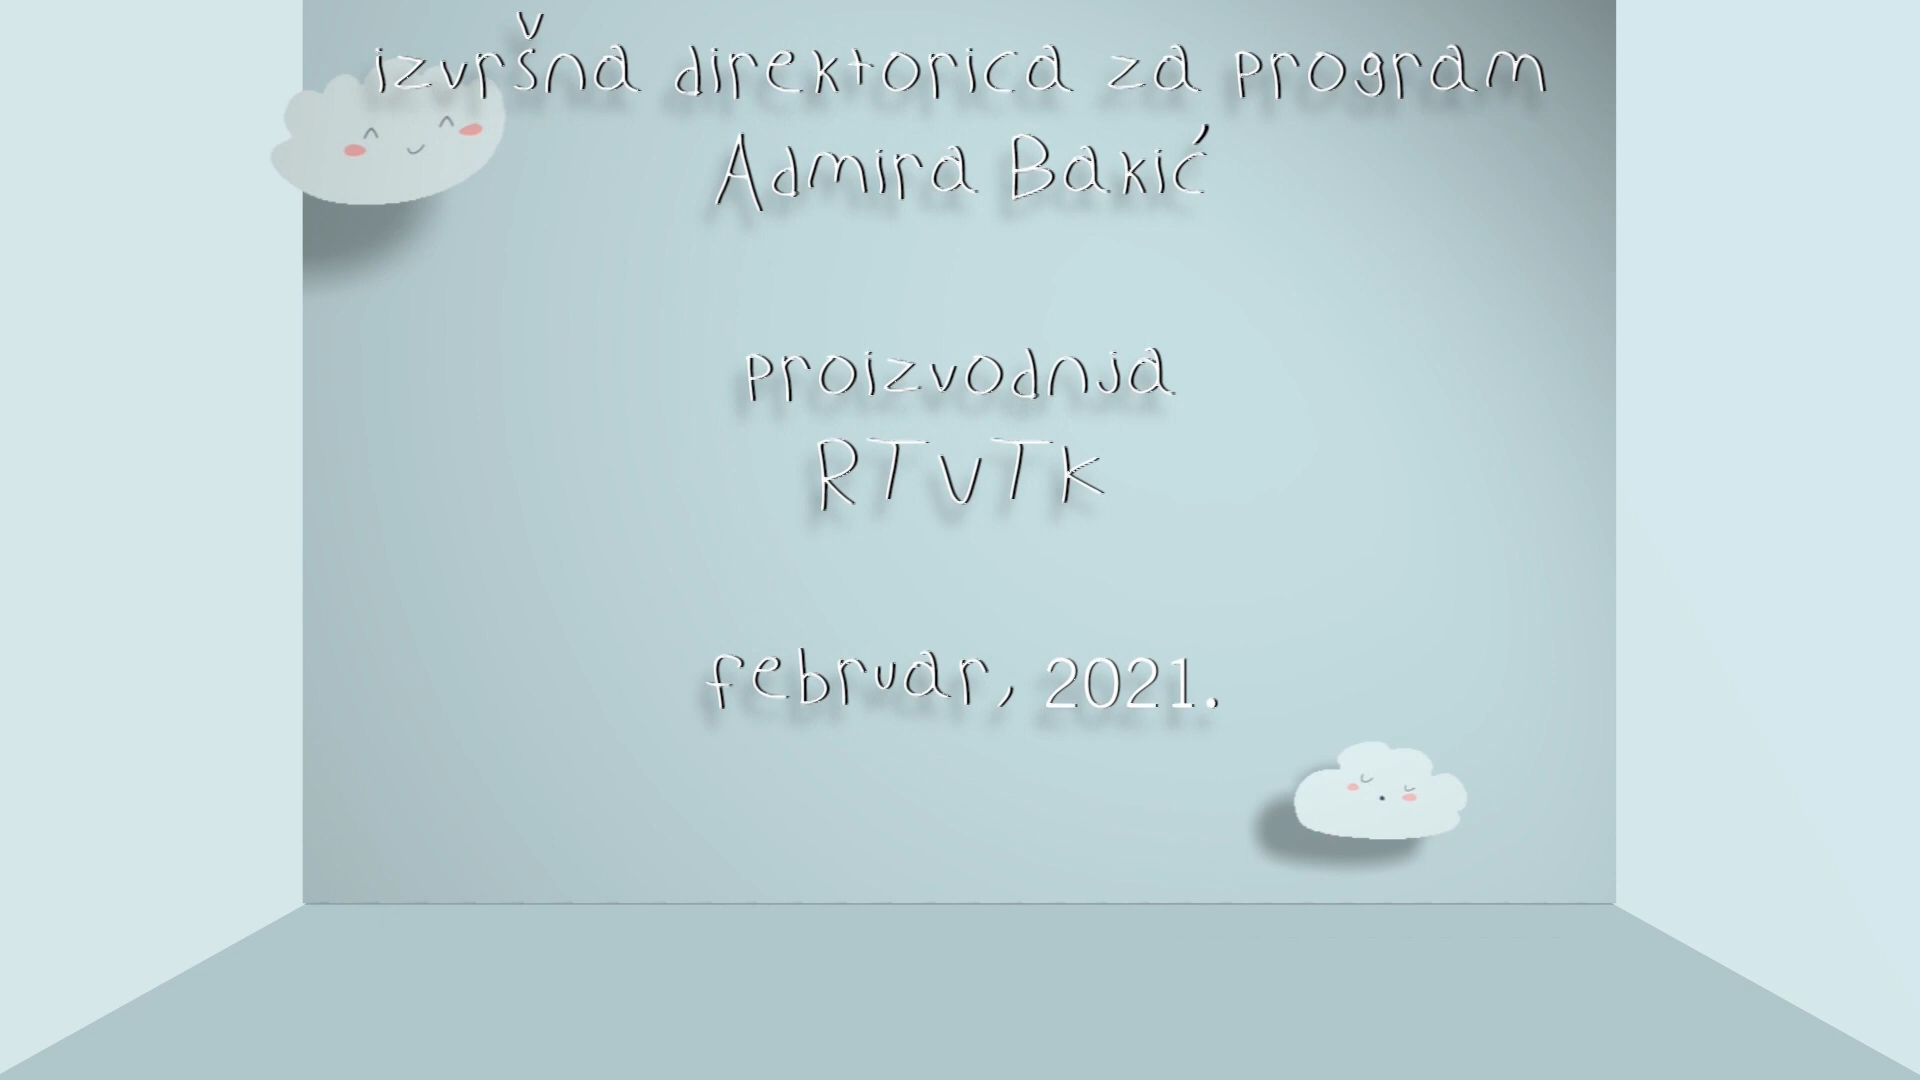 izvršna direktorica za program
Admira Bakić
proizvodnja
RTVTK
februar, 2021.